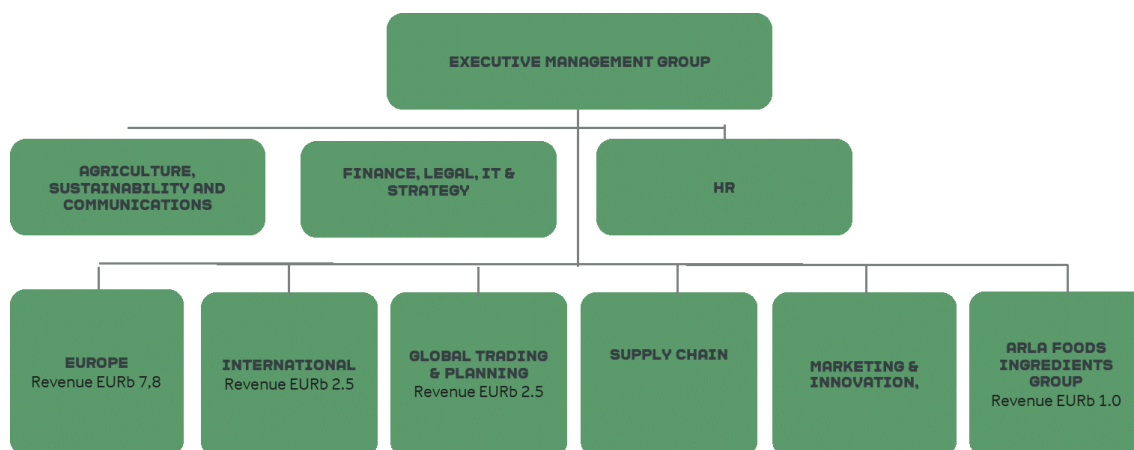 EXECUTIVE MANAGEMENT GROUP
AGRICULTURE,
SUSTAINABILITY AND
COMMUNICATIONS
FINANCE, LEGAL, IT &
STRATEGY
HR
EUROPE
Revenue EURb 7,8
INTERNATIONAL
Revenue EURb 2.5
GLOBAL TRADING
& PLANNING
Revenue EURb 2.5
SUPPLY CHAIN
MARKETING &
INNOVATION,
ARLA FOODS
INGREDIENTS
GROUP
Revenue EURb 1.0